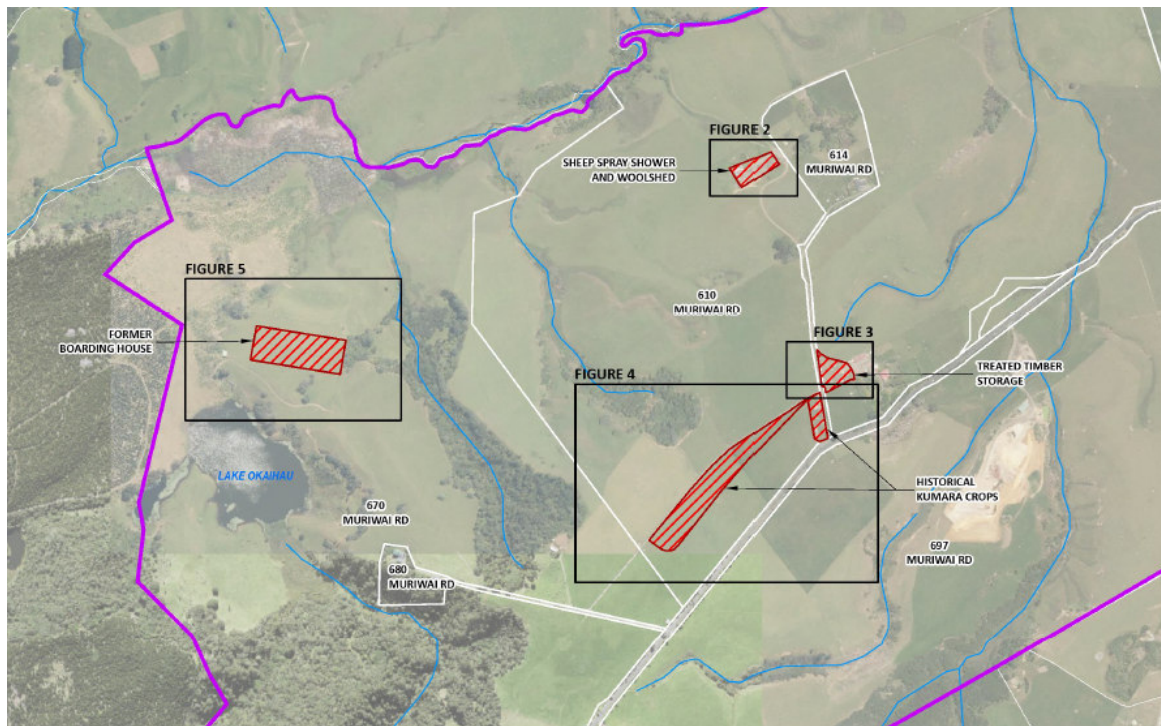 FIGURE 2
SHEEP SPRAY SHOWER
AND WOOLSHED
614
MURIWAI RD
FIGURE 5
610
MURIWAI RD
FORMER
BOARDING HOUSE
FIGURE 3
TREATED TIMBER
STORAGE
FIGURE 4
LAKE OKAIHAU
HISTORICAL
KUMARA CROPS
670
MURIWAI RD
697
MURIWAI RD
680
MURIWAI RD